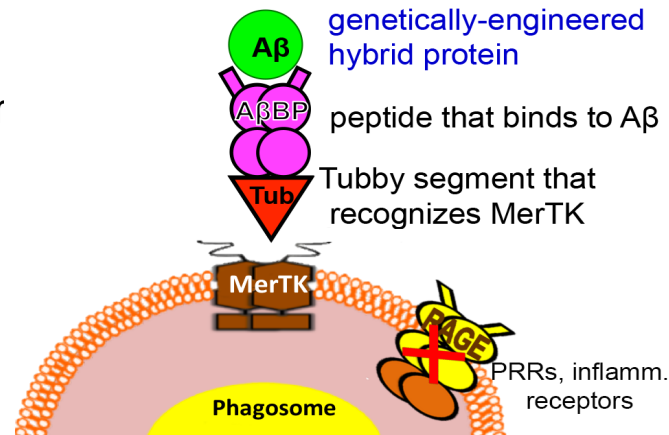 genetically-engineered
hybrid protein
Aβ
AβBP
peptide that binds to Aβ
Tub
Tubby segment that
recognizes MerTK
MerTK
RAGE
PRRs, inflamm.
receptors
Phagosome